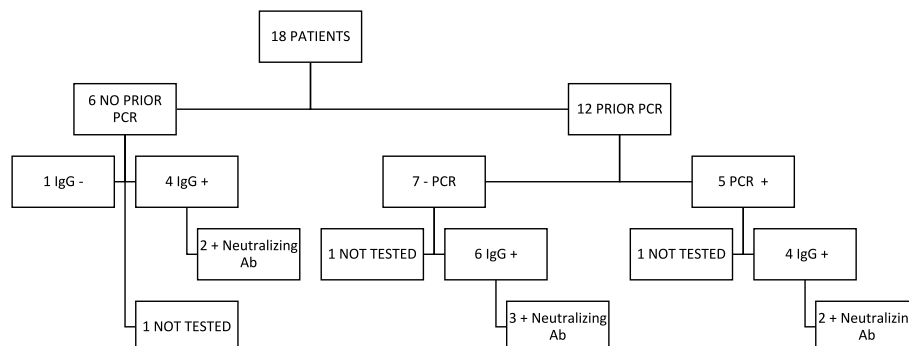 18 PATIENTS
6 NO PRIOR
PCR
12 PRIOR PCR
1 IgG -
4 IgG +
7 - PCR
5 PCR +
2 + Neutralizing
Ab
1 NOT TESTED
6 IgG +
1 NOT TESTED
4 IgG +
1 NOT TESTED
3 + Neutralizing
Ab
2 + Neutralizin
Ab